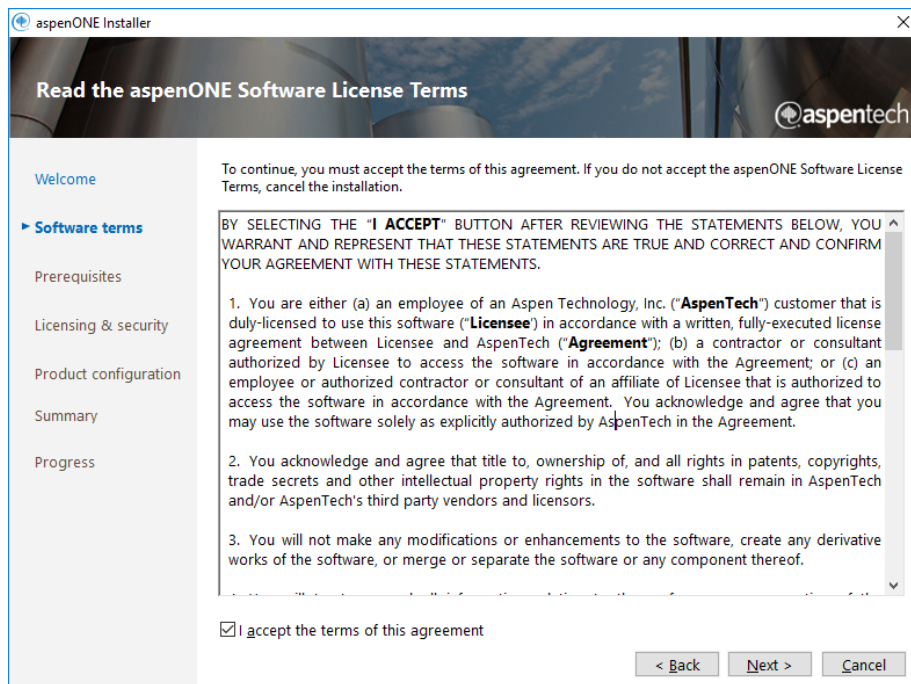 aspenONE Installer
Read the aspenONE Software License Terms
aspentech
Welcome
Software terms
Prerequisites
Licensing & security
Product configuration
Summary
Progress
To continue, you must accept the terms of this agreement. If you do not accept the aspenONE Software License
Terms, cancel the installation.
BY SELECTING THE “I ACCEPT” BUTTON AFTER REVIEWING THE STATEMENTS BELOW, YOU
WARRANT AND REPRESENT THAT THESE STATEMENTS ARE TRUE AND CORRECT AND CONFIRM
YOUR AGREEMENT WITH THESE STATEMENTS.
1. You are either (a) an employee of an Aspen Technology, Inc. (“AspenTech”) customer that is
duly-licensed to use this software (“Licensee”) in accordance with a written, fully-executed license
agreement between Licensee and AspenTech (“Agreement”); (b) a contractor or consultant
authorized by Licensee to access the software in accordance with the Agreement; or (c) an
employee or authorized contractor or consultant of an affiliate of Licensee that is authorized to
access the software in accordance with the Agreement. You acknowledge and agree that you
may use the software solely as explicitly authorized by AspenTech in the Agreement.
2. You acknowledge and agree that title to, ownership of, and all rights in patents, copyrights,
trade secrets and other intellectual property rights in the software shall remain in AspenTech
and/or AspenTech's third party vendors and licensors.
3. You will not make any modifications or enhancements to the software, create any derivative
works of the software, or merge or separate the software or any component thereof.
I accept the terms of this agreement
< Back
Next >
Cancel